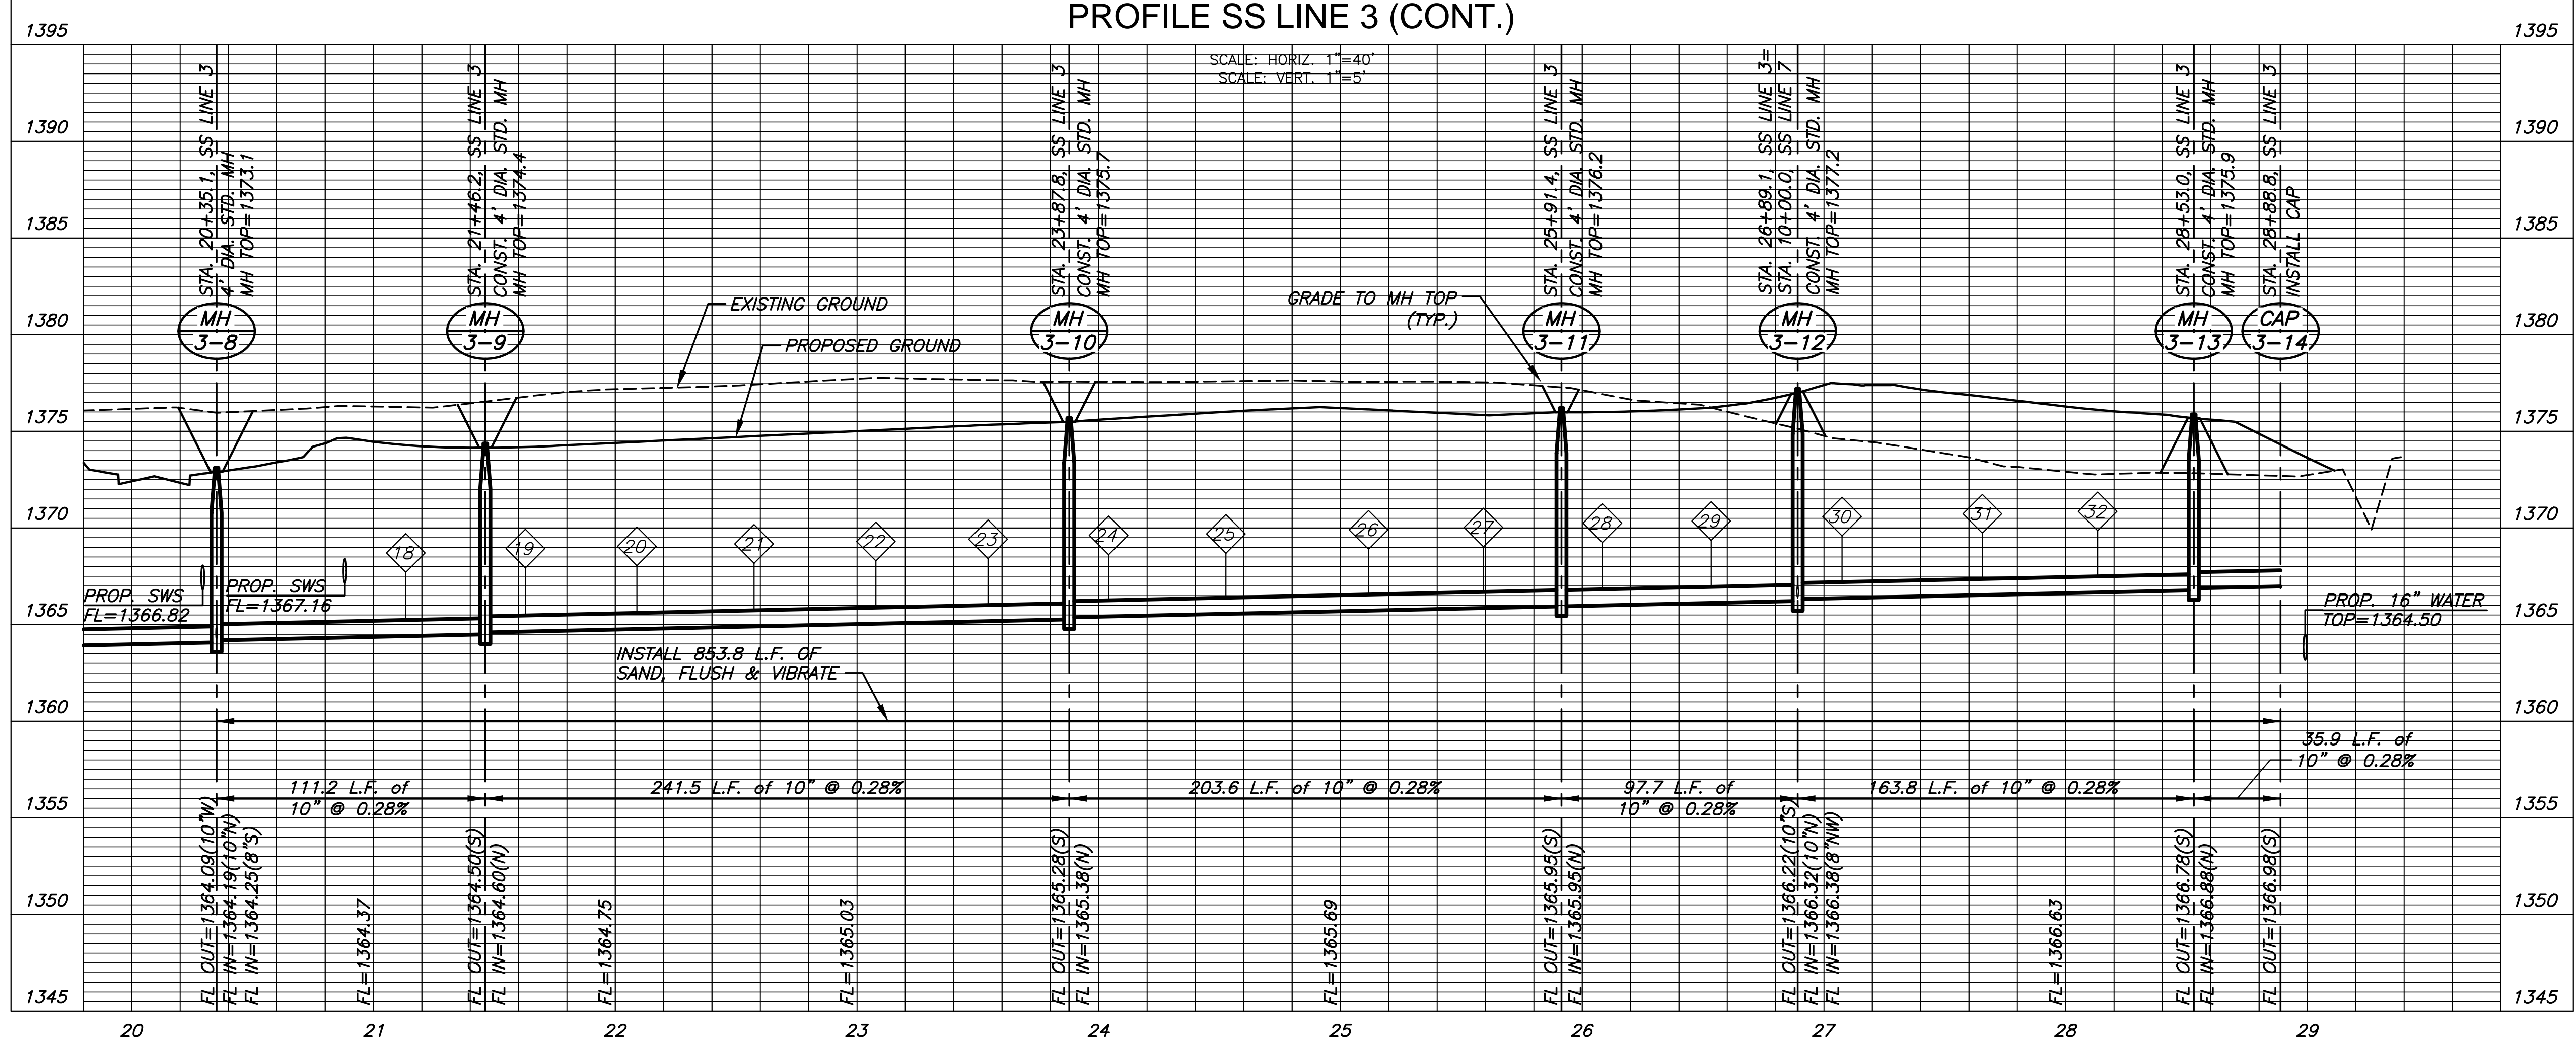 PROFILE SS LINE 3 (CONT.)
SCALE: HORIZ. 1"=40'
SCALE: VERT. 1"=5'
1395
1390
1385
1380
1375
1370
1365
1360
1355
1350
1345
STA. 20+35.1, SS LINE 3
4' DIA. STD. MH
MH TOP=1373.1
STA. 21+46.2, SS LINE 3
CONST. 4' DIA. STD. MH
MH TOP=1374.4
STA. 23+87.8, SS LINE 3
CONST. 4' DIA. STD. MH
MH TOP=1375.7
STA. 25+91.4, SS LINE 3
CONST. 4' DIA. STD. MH
MH TOP=1376.2
STA. 26+89.1, SS LINE 3=
STA. 10+00.0, SS LINE 7
CONST. 4' DIA. STD. MH
MH TOP=1377.2
STA. 28+53.0, SS LINE 3
CONST. 4' DIA. STD. MH
MH TOP=1375.9
STA. 28+88.8, SS LINE 3
INSTALL CAP
1395
1390
1385
1380
1375
1370
1365
1360
1355
1350
1345
MH
3-8
MH
3-9
MH
3-10
MH
3-11
MH
3-12
MH
3-13
CAP
3-14
EXISTING GROUND
PROPOSED GROUND
GRADE TO MH TOP
(TYP.)
18
19
20
21
22
23
24
25
26
27
28
29
30
31
32
PROP. SWS
FL=1366.82
PROP. SWS
FL=1367.16
PROP. 16" WATER
TOP=1364.50
INSTALL 853.8 L.F. OF
SAND, FLUSH & VIBRATE
111.2 L.F. of
10" @ 0.28%
241.5 L.F. of 10" @ 0.28%
203.6 L.F. of 10" @ 0.28%
97.7 L.F. of
10" @ 0.28%
163.8 L.F. of 10" @ 0.28%
35.9 L.F. of
10" @ 0.28%
FL OUT=1364.09(10"W)
FL IN=1364.19(10"N)
FL IN=1364.25(8"S)
FL=1364.37
FL OUT=1364.50(S)
FL IN=1364.60(N)
FL=1364.75
FL=1365.03
FL OUT=1365.28(S)
FL IN=1365.38(N)
FL=1365.69
FL OUT=1365.95(S)
FL IN=1365.95(N)
FL OUT=1366.22(10"S)
FL IN=1366.32(10"N)
FL IN=1366.38(8"NW)
FL=1366.63
FL OUT=1366.78(S)
FL IN=1366.88(N)
FL OUT=1366.98(S)
20
21
22
23
24
25
26
27
28
29